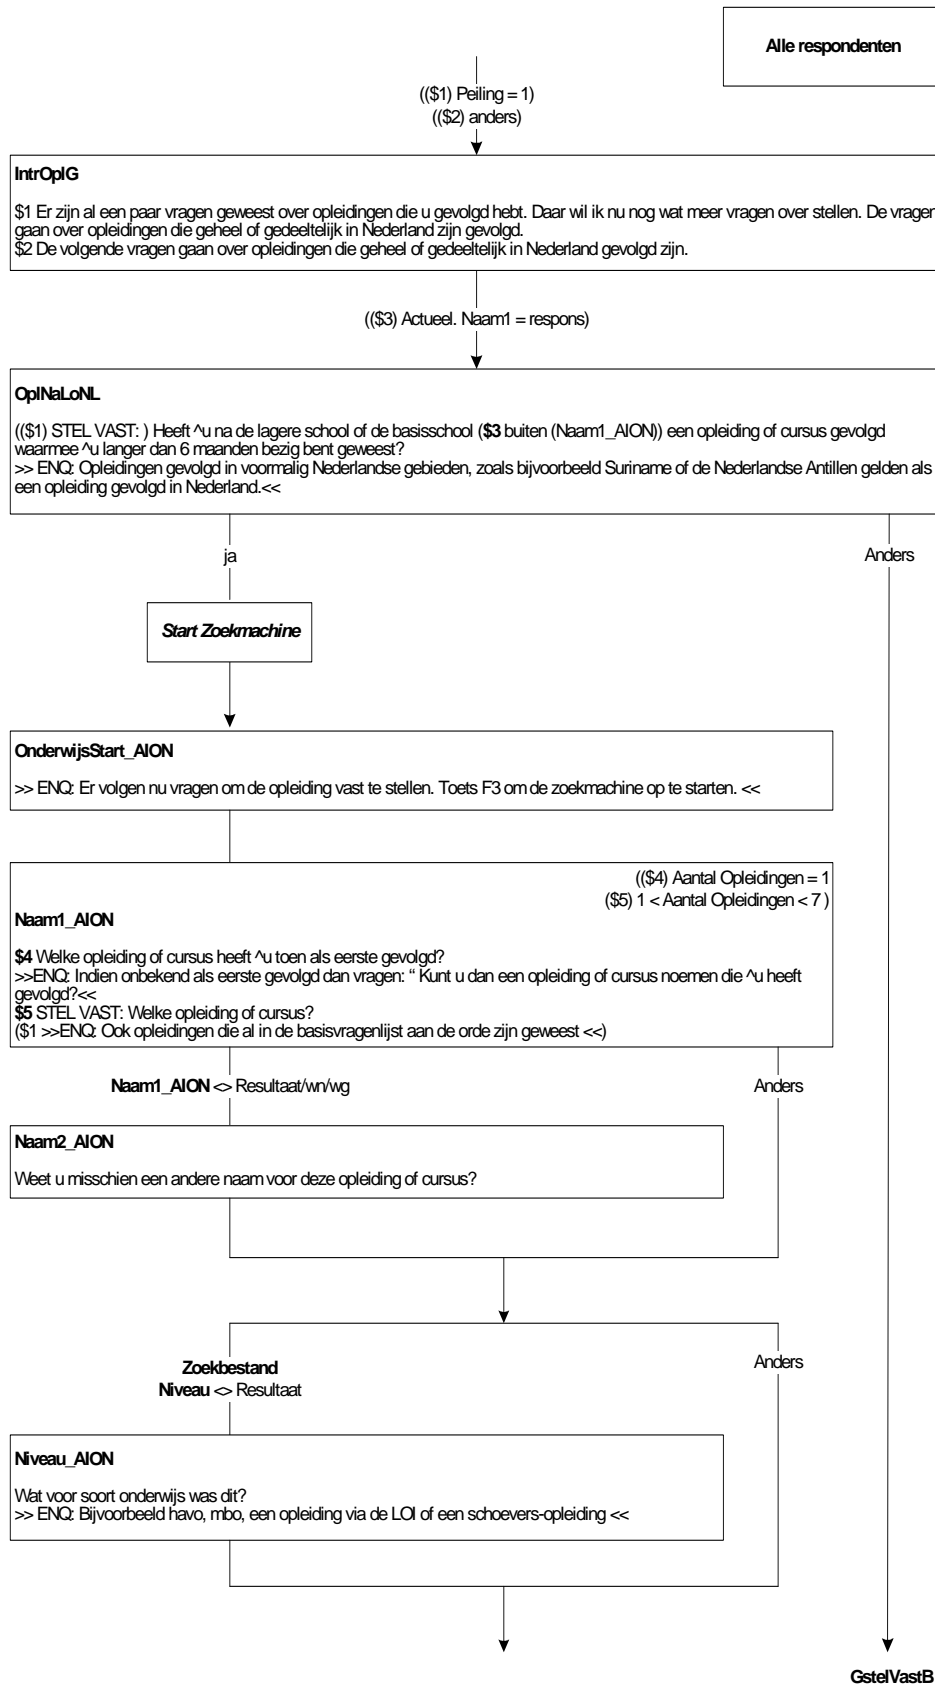 Alle respondenten
(($1) Peiling = 1)
(($2) anders)
IntrOplG
$1 Er zijn al een paar vragen geweest over opleidingen die u gevolgd hebt. Daar wil ik nu nog wat meer vragen over stellen. De vragen
gaan over opleidingen die geheel of gedeeltelijk in Nederland zijn gevolgd.
$2 De volgende vragen gaan over opleidingen die geheel of gedeeltelijk in Nederland gevolgd zijn.
(($3) Actueel. Naam1 = respons)
OplNaLoNL
(($1) STEL VAST: ) Heeft ^u na de lagere school of de basisschool ($3 buiten (Naam1_AION)) een opleiding of cursus gevolgd
waarmee ^u langer dan 6 maanden bezig bent geweest?
>> ENQ: Opleidingen gevolgd in voormalig Nederlandse gebieden, zoals bijvoorbeeld Suriname of de Nederlandse Antillen gelden als
een opleiding gevolgd in Nederland.<<
ja
Anders
Start Zoekmachine
OnderwijsStart_AION
>> ENQ: Er volgen nu vragen om de opleiding vast te stellen. Toets F3 om de zoekmachine op te starten. <<
(($4) Aantal Opleidingen = 1
($5) 1 < Aantal Opleidingen < 7 )
Naam1_AION
$4 Welke opleiding of cursus heeft ^u toen als eerste gevolgd?
>>ENQ: Indien onbekend als eerste gevolgd dan vragen: “ Kunt u dan een opleiding of cursus noemen die ^u heeft
gevolgd?<<
$5 STEL VAST: Welke opleiding of cursus?
($1 >>ENQ: Ook opleidingen die al in de basisvragenlijst aan de orde zijn geweest <<)
Naam1_AION <> Resultaat/wn/wg
Anders
Naam2_AION
Weet u misschien een andere naam voor deze opleiding of cursus?
Zoekbestand
Niveau <> Resultaat
Anders
Niveau_AION
Wat voor soort onderwijs was dit?
>> ENQ: Bijvoorbeeld havo, mbo, een opleiding via de LOI of een schoevers-opleiding <<
GstelVastB